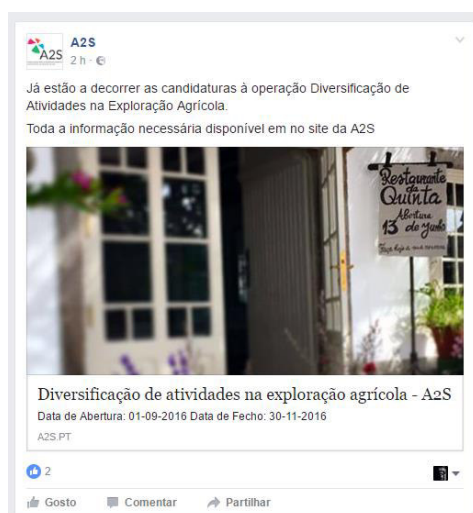 A2S
A2S
2 h
Já estão a decorrer as candidaturas à operação Diversificação de
Atividades na Exploração Agrícola.
Toda a informação necessária disponível em no site da A2S
Restaurante
da
Quinta
Abertura
13 de Junho
Diversificação de atividades na exploração agrícola - A2S
Data de Abertura: 01-09-2016 Data de Fecho: 30-11-2016
A2S.PT
2
Gosto Comentar Partilhar